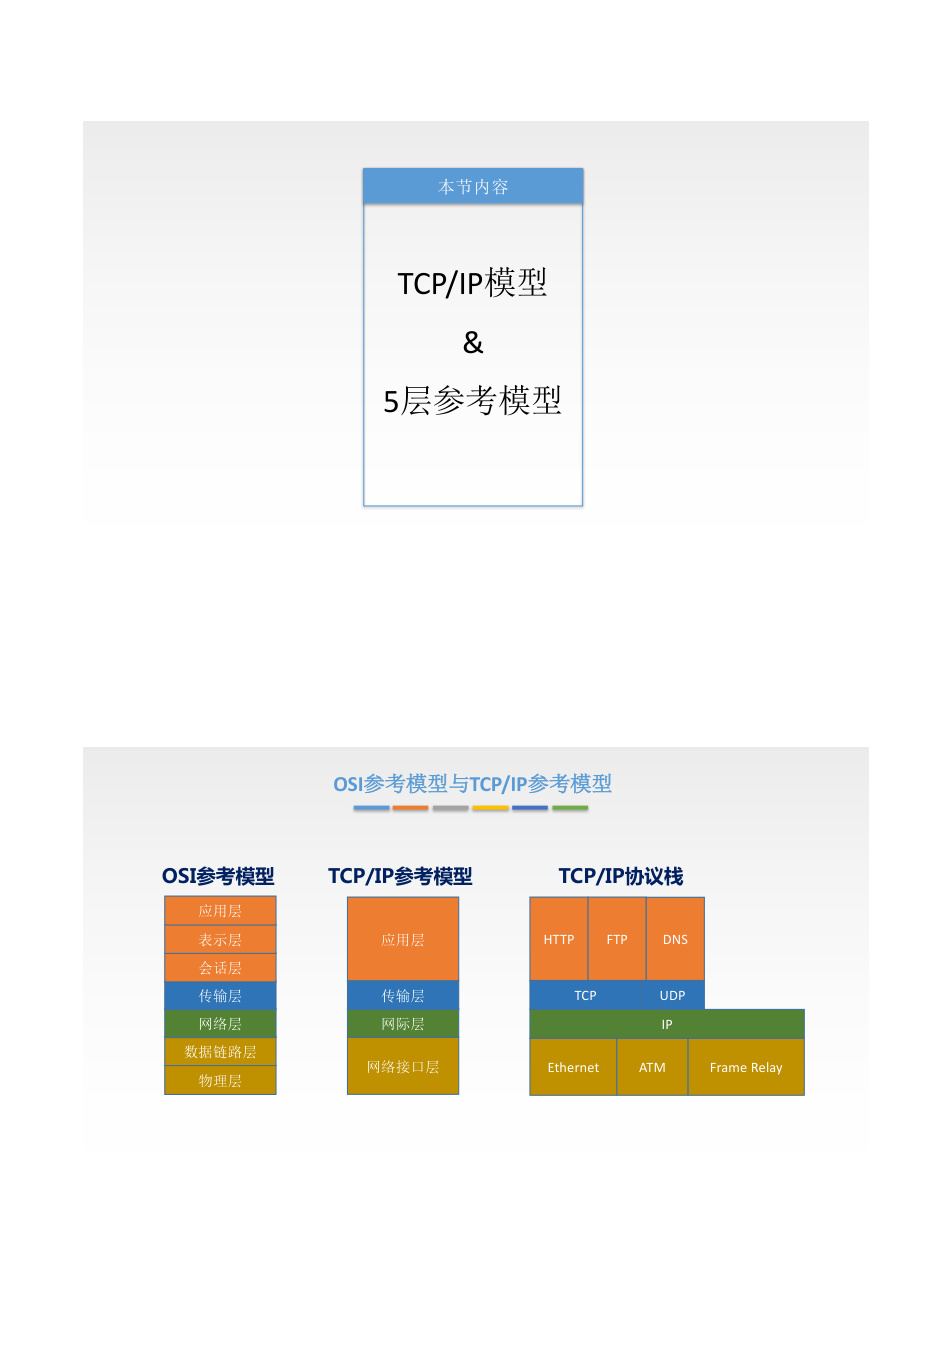 本节内容
TCP/IP模型
&
5层参考模型
OSI参考模型与TCP/IP参考模型
OSI参考模型
应用层
表示层
会话层
传输层
网络层
数据链路层
物理层
TCP/IP参考模型
应用层
传输层
网际层
网络接口层
TCP/IP协议栈
HTTP FTP DNS
TCP UDP
IP
Ethernet ATM Frame Relay